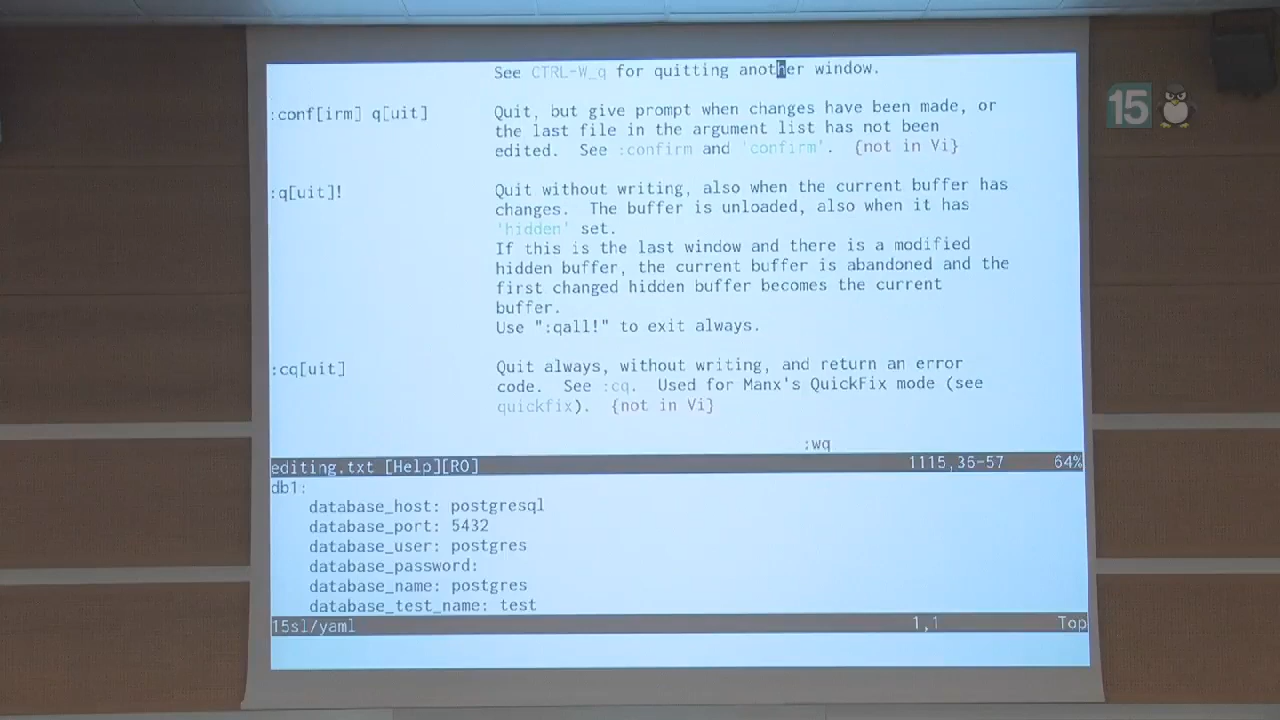 See CTRL-W_q for quitting another window.
:conf[irm] q[uit] Quit, but give prompt when changes have been made, or
the last file in the argument list has not been
edited. See :confirm and 'confirm'. {not in Vi}
:q[uit]! Quit without writing, also when the current buffer has
changes. The buffer is unloaded, also when it has
'hidden' set.
If this is the last window and there is a modified
hidden buffer, the current buffer is abandoned and the
first changed hidden buffer becomes the current
buffer.
Use ":qall!" to exit always.
:cq[uit] Quit always, without writing, and return an error
code. See :cq. Used for Manx's QuickFix mode (see
quickfix). {not in Vi}
:wq
editing.txt [Help][RO] 1115,35-57 64%
db1:
database_host: postgresql
database_port: 5432
database_user: postgres
database_password:
database_name: postgres
database_test_name: test
15sl/yaml 1,1 Top
15